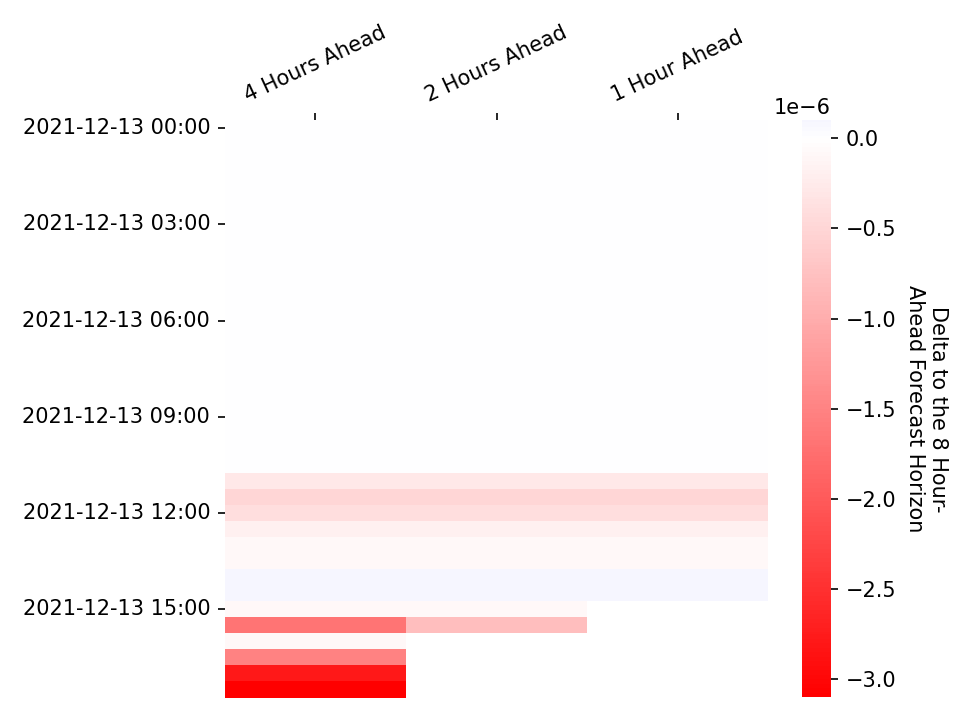 4 Hours Ahead
2 Hours Ahead
1 Hour Ahead
1e−6
2021-12-13 00:00
2021-12-13 03:00
2021-12-13 06:00
2021-12-13 09:00
2021-12-13 12:00
2021-12-13 15:00
0.0
−0.5
−1.0
−1.5
−2.0
−2.5
−3.0
Delta to the 8 Hour-
Ahead Forecast Horizon